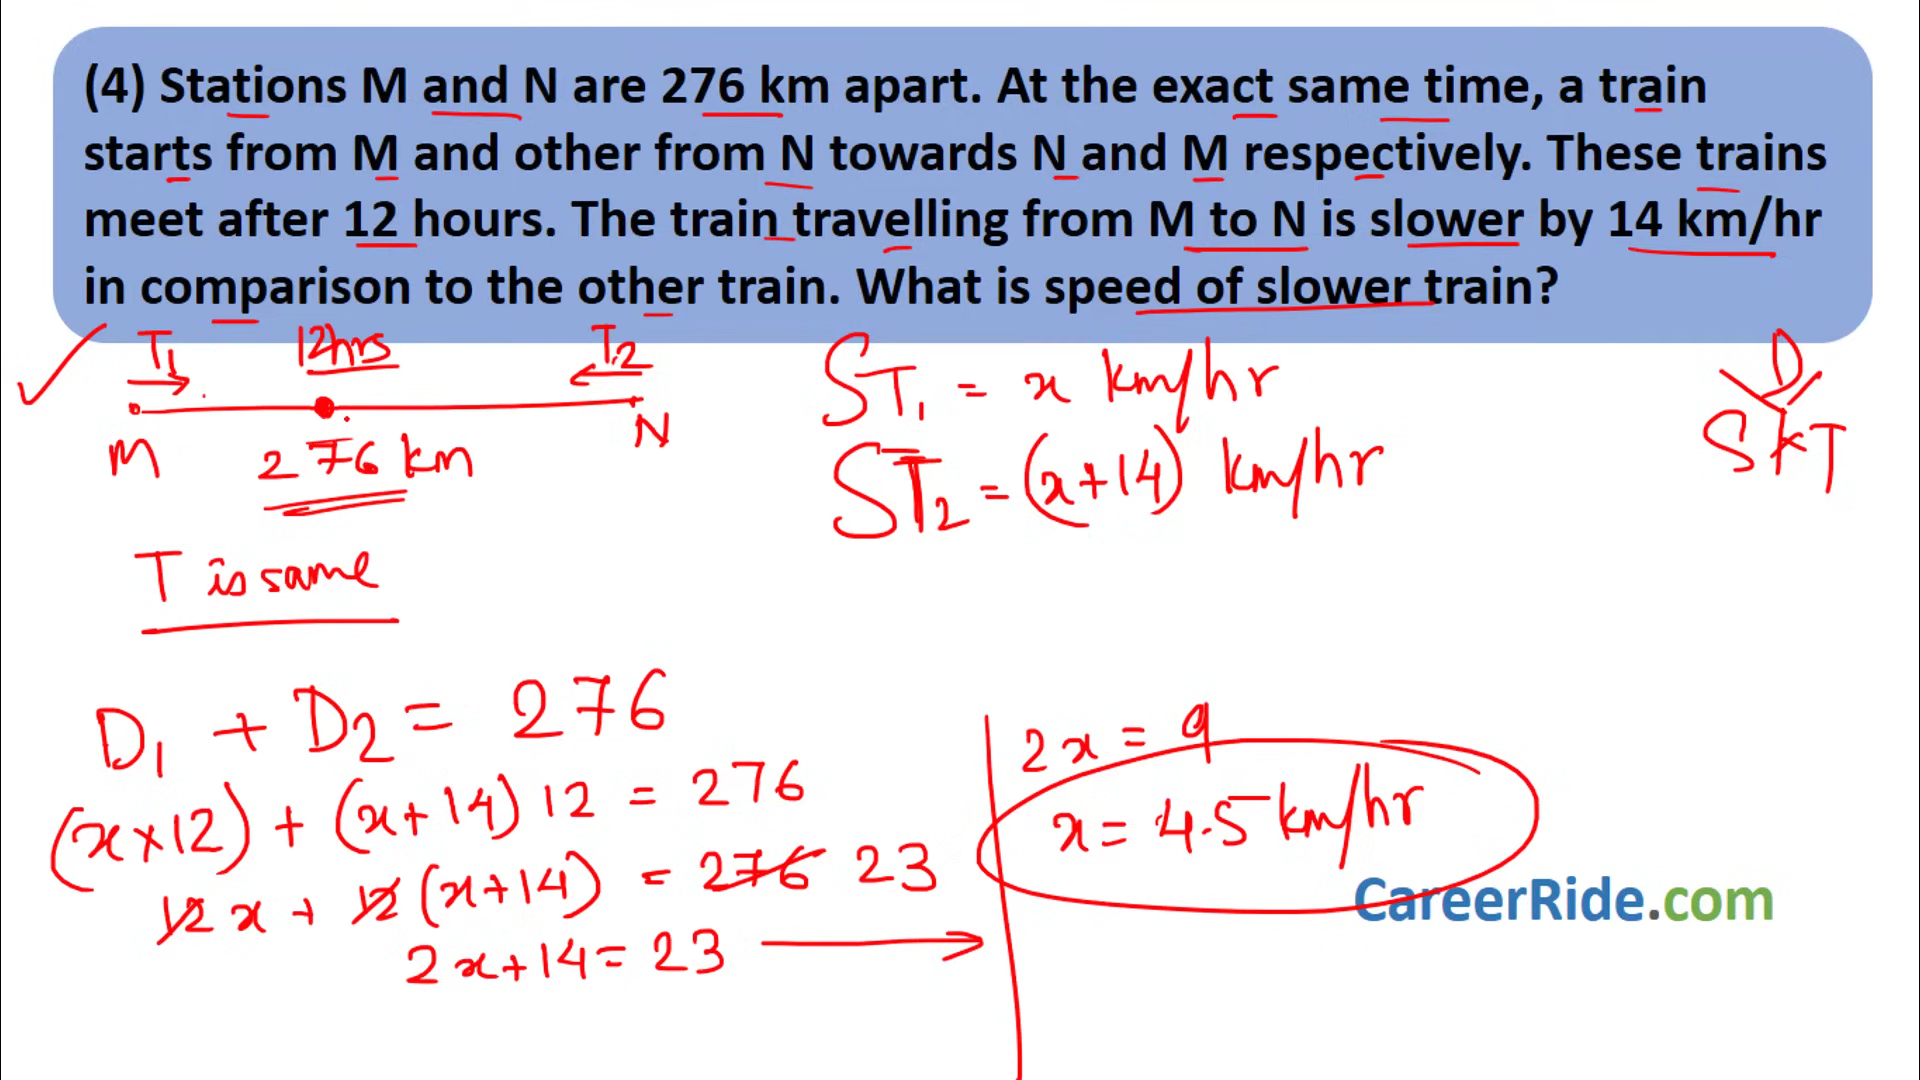 (4) Stations M and N are 276 km apart. At the exact same time, a train
starts from M and other from N towards N and M respectively. These trains
meet after 12 hours. The train travelling from M to N is slower by 14 km/hr
in comparison to the other train. What is speed of slower train?
T₁ 12hrs T₂
M 276 km N
ST₁ = x km/hr
ST₂ = (x+14) km/hr
D
S×T
T is same
D₁ + D₂ = 276
(x×12) + (x+14) 12 = 276
12x + 12(x+14) = 276 23
2x+14 = 23
2x = 9
x = 4.5 km/hr
CareerRide.com